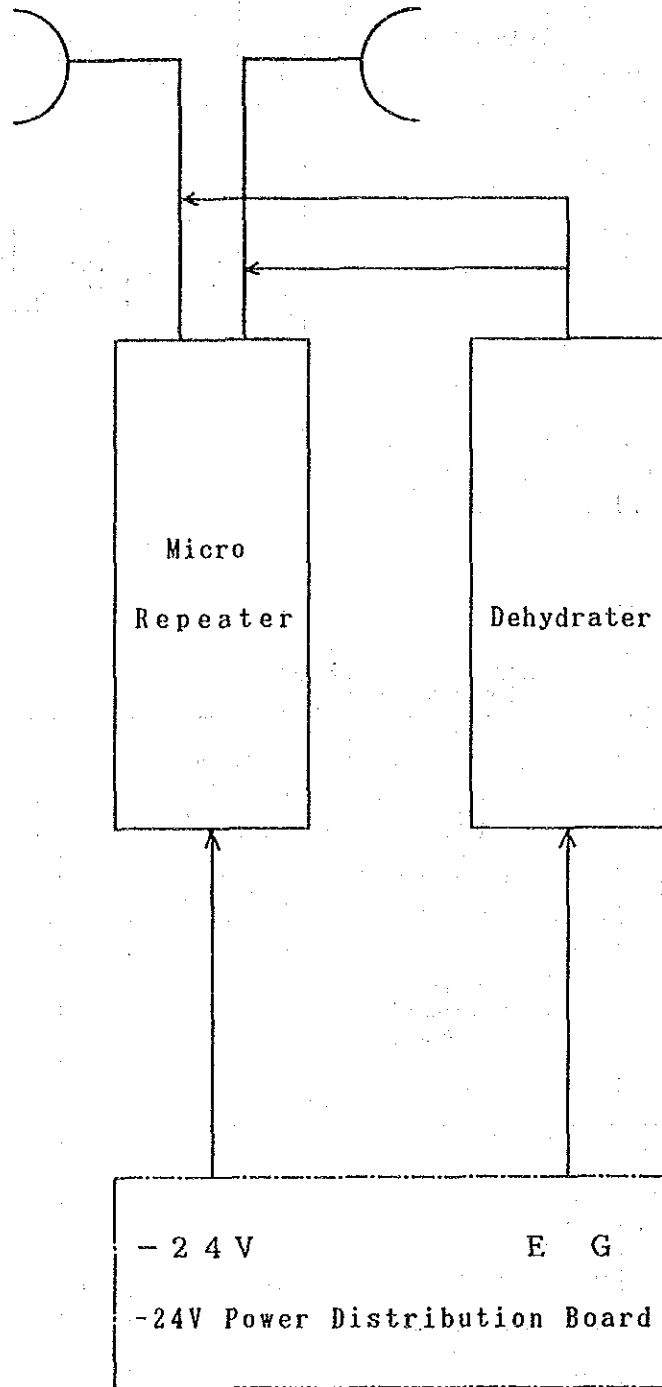 Micro
Repeater
Dehydrater
-24V
E G
-24V Power Distribution Board